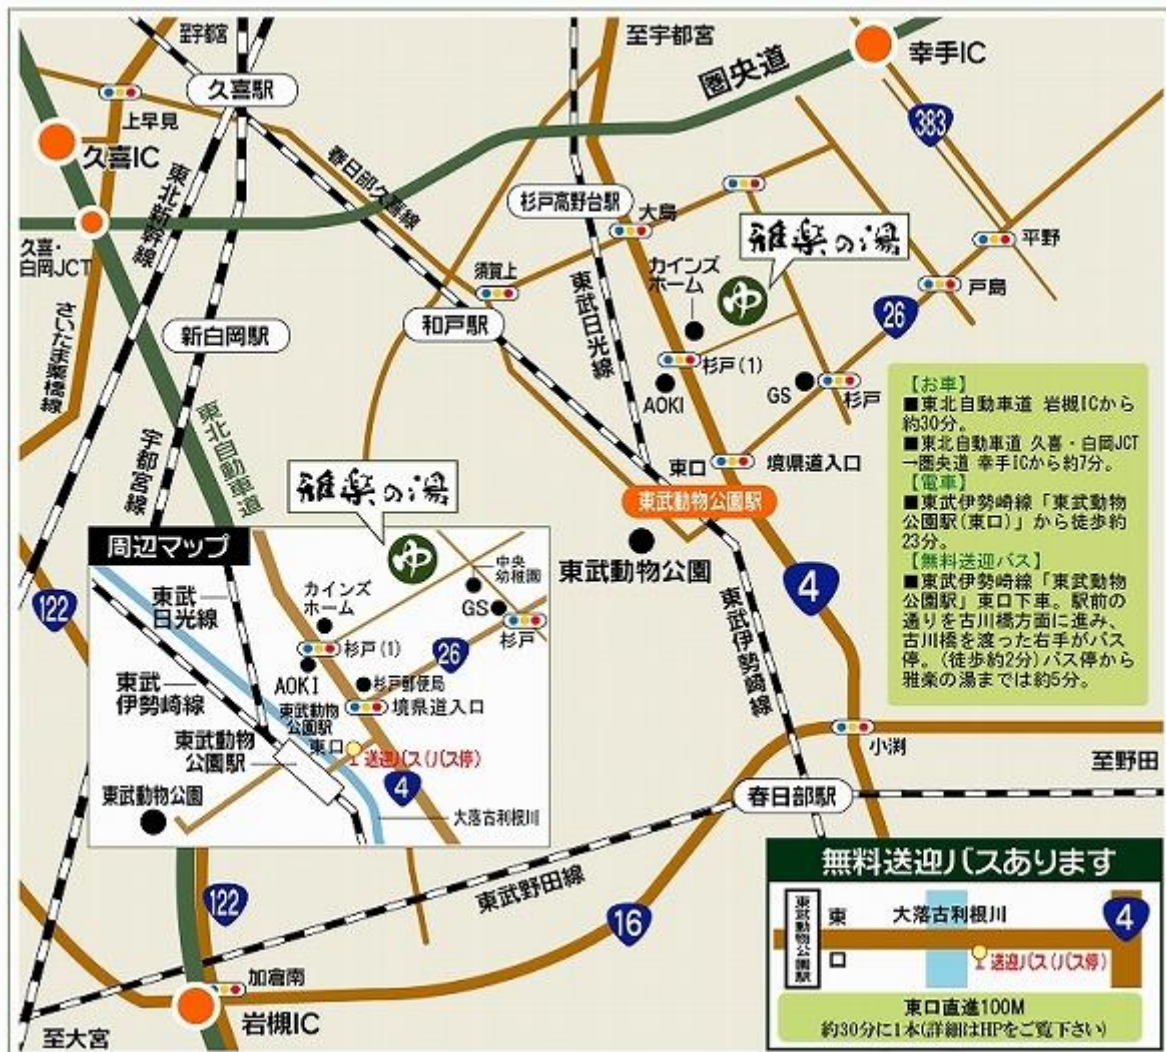 至宇都宮
久喜駅
上早見
久喜IC
東北新幹線
久喜・
白岡JCT
さいたま栗橋線
新白岡駅
宇都宮線
東北自動車道
春日部久喜線
須賀上
和戸駅
至宇都宮
圏央道
幸手IC
383
杉戸高野台駅
大島
雅楽の湯
ゆ
カインズ
ホーム
東武日光線
平野
戸島
26
杉戸(1)
AOKI
GS
杉戸
東口
境県道入口
東武動物公園駅
東武動物公園
4
東武伊勢崎線
【お車】
■東北自動車道 岩槻ICから
約30分。
■東北自動車道 久喜・白岡JCT
→圏央道 幸手ICから約7分。
【電車】
■東武伊勢崎線「東武動物
公園駅(東口)」から徒歩約
23分。
【無料送迎バス】
■東武伊勢崎線「東武動物
公園駅」東口下車。駅前の
通りを古川橋方面に進み、
古川橋を渡った右手がバス
停。(徒歩約2分)バス停から
雅楽の湯までは約5分。
雅楽の湯
ゆ
周辺マップ
東武
日光線
カインズ
ホーム
中央
幼稚園
GS
杉戸
杉戸(1)
26
AOKI
杉戸郵便局
東武
伊勢崎線
境県道入口
東武動物
公園駅
東口
送迎バス(バス停)
東武動物
公園駅
4
東武動物公園
大落古利根川
122
122
小渕
至野田
春日部駅
東武野田線
16
加倉南
岩槻IC
至大宮
無料送迎バスあります
東武動物公園駅
東口
大落古利根川
4
送迎バス(バス停)
東口直進100M
約30分に1本(詳細はHPをご覧下さい)